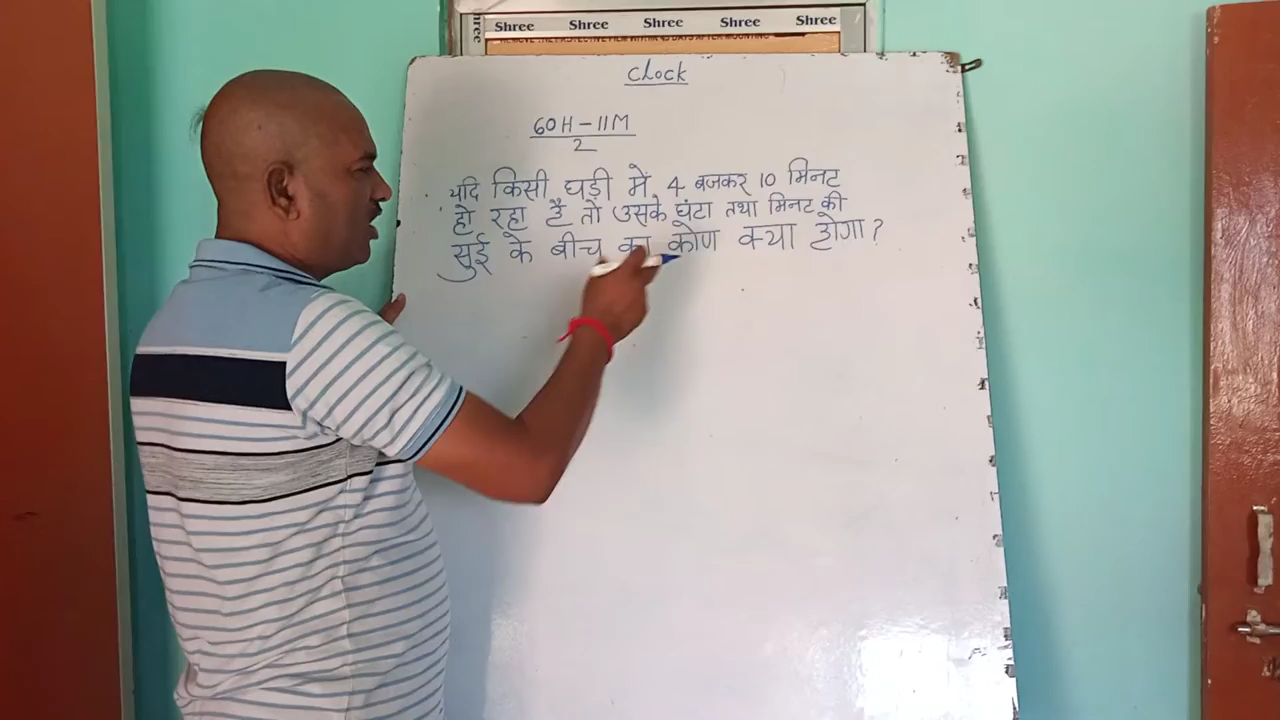 Shree Shree Shree Shree Shree
Clock
60H - 11M
2
यदि किसी घड़ी में 4 बजकर 10 मिनट
हो रहा है तो उसके घंटा तथा मिनट की
सुई के बीच का कोण क्या होगा?